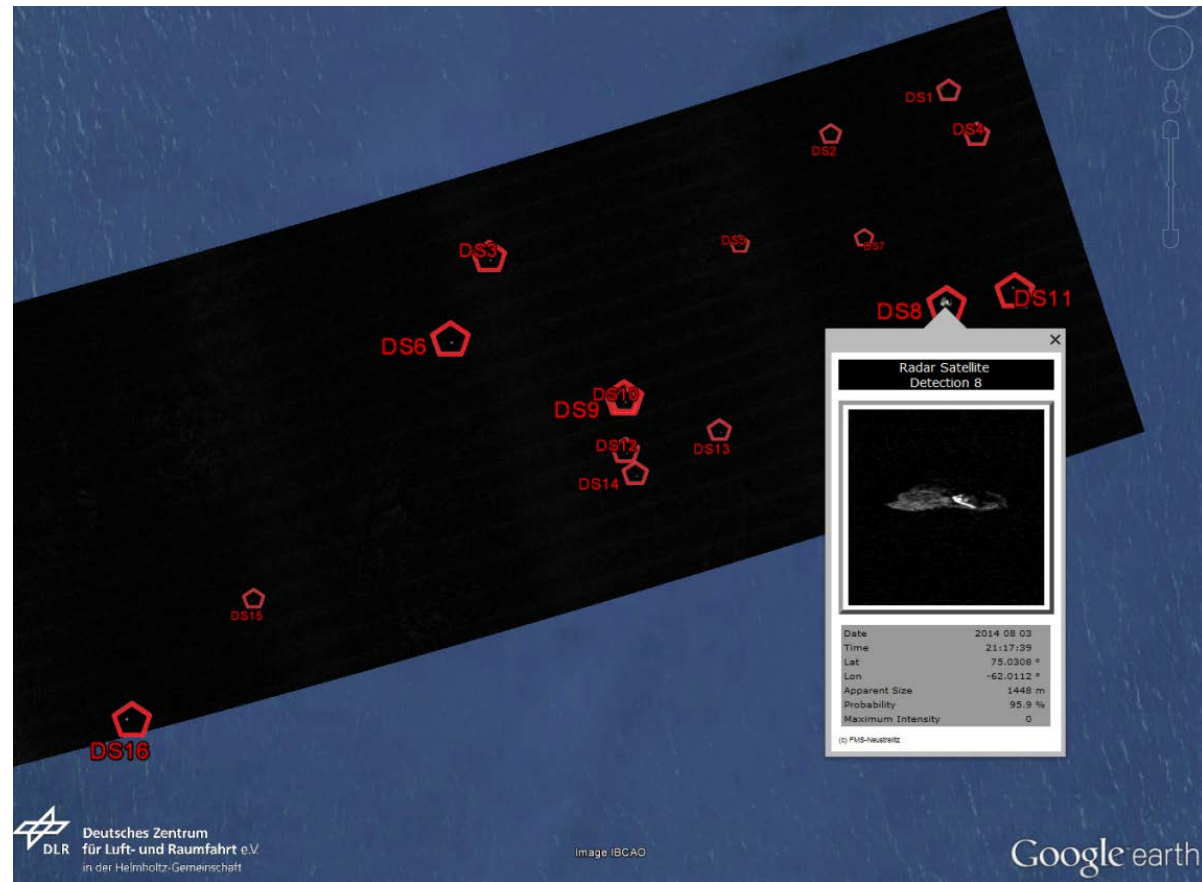 DS1
DS4
DS2
DS5
DS7
DS3
DS8
DS11
DS6
DS10
DS9
DS12
DS13
DS14
DS15
DS16
Radar Satellite
Detection 8
Date 2014 08 03
Time 21:17:39
Lat 75.0308 °
Lon -62.0112 °
Apparent Size 1448 m
Probability 95.9 %
Maximum Intensity 0
(c) FMS-Neustrelitz
DLR
Deutsches Zentrum
für Luft- und Raumfahrt e.V.
in der Helmholtz-Gemeinschaft
Image IBCAO
Google earth